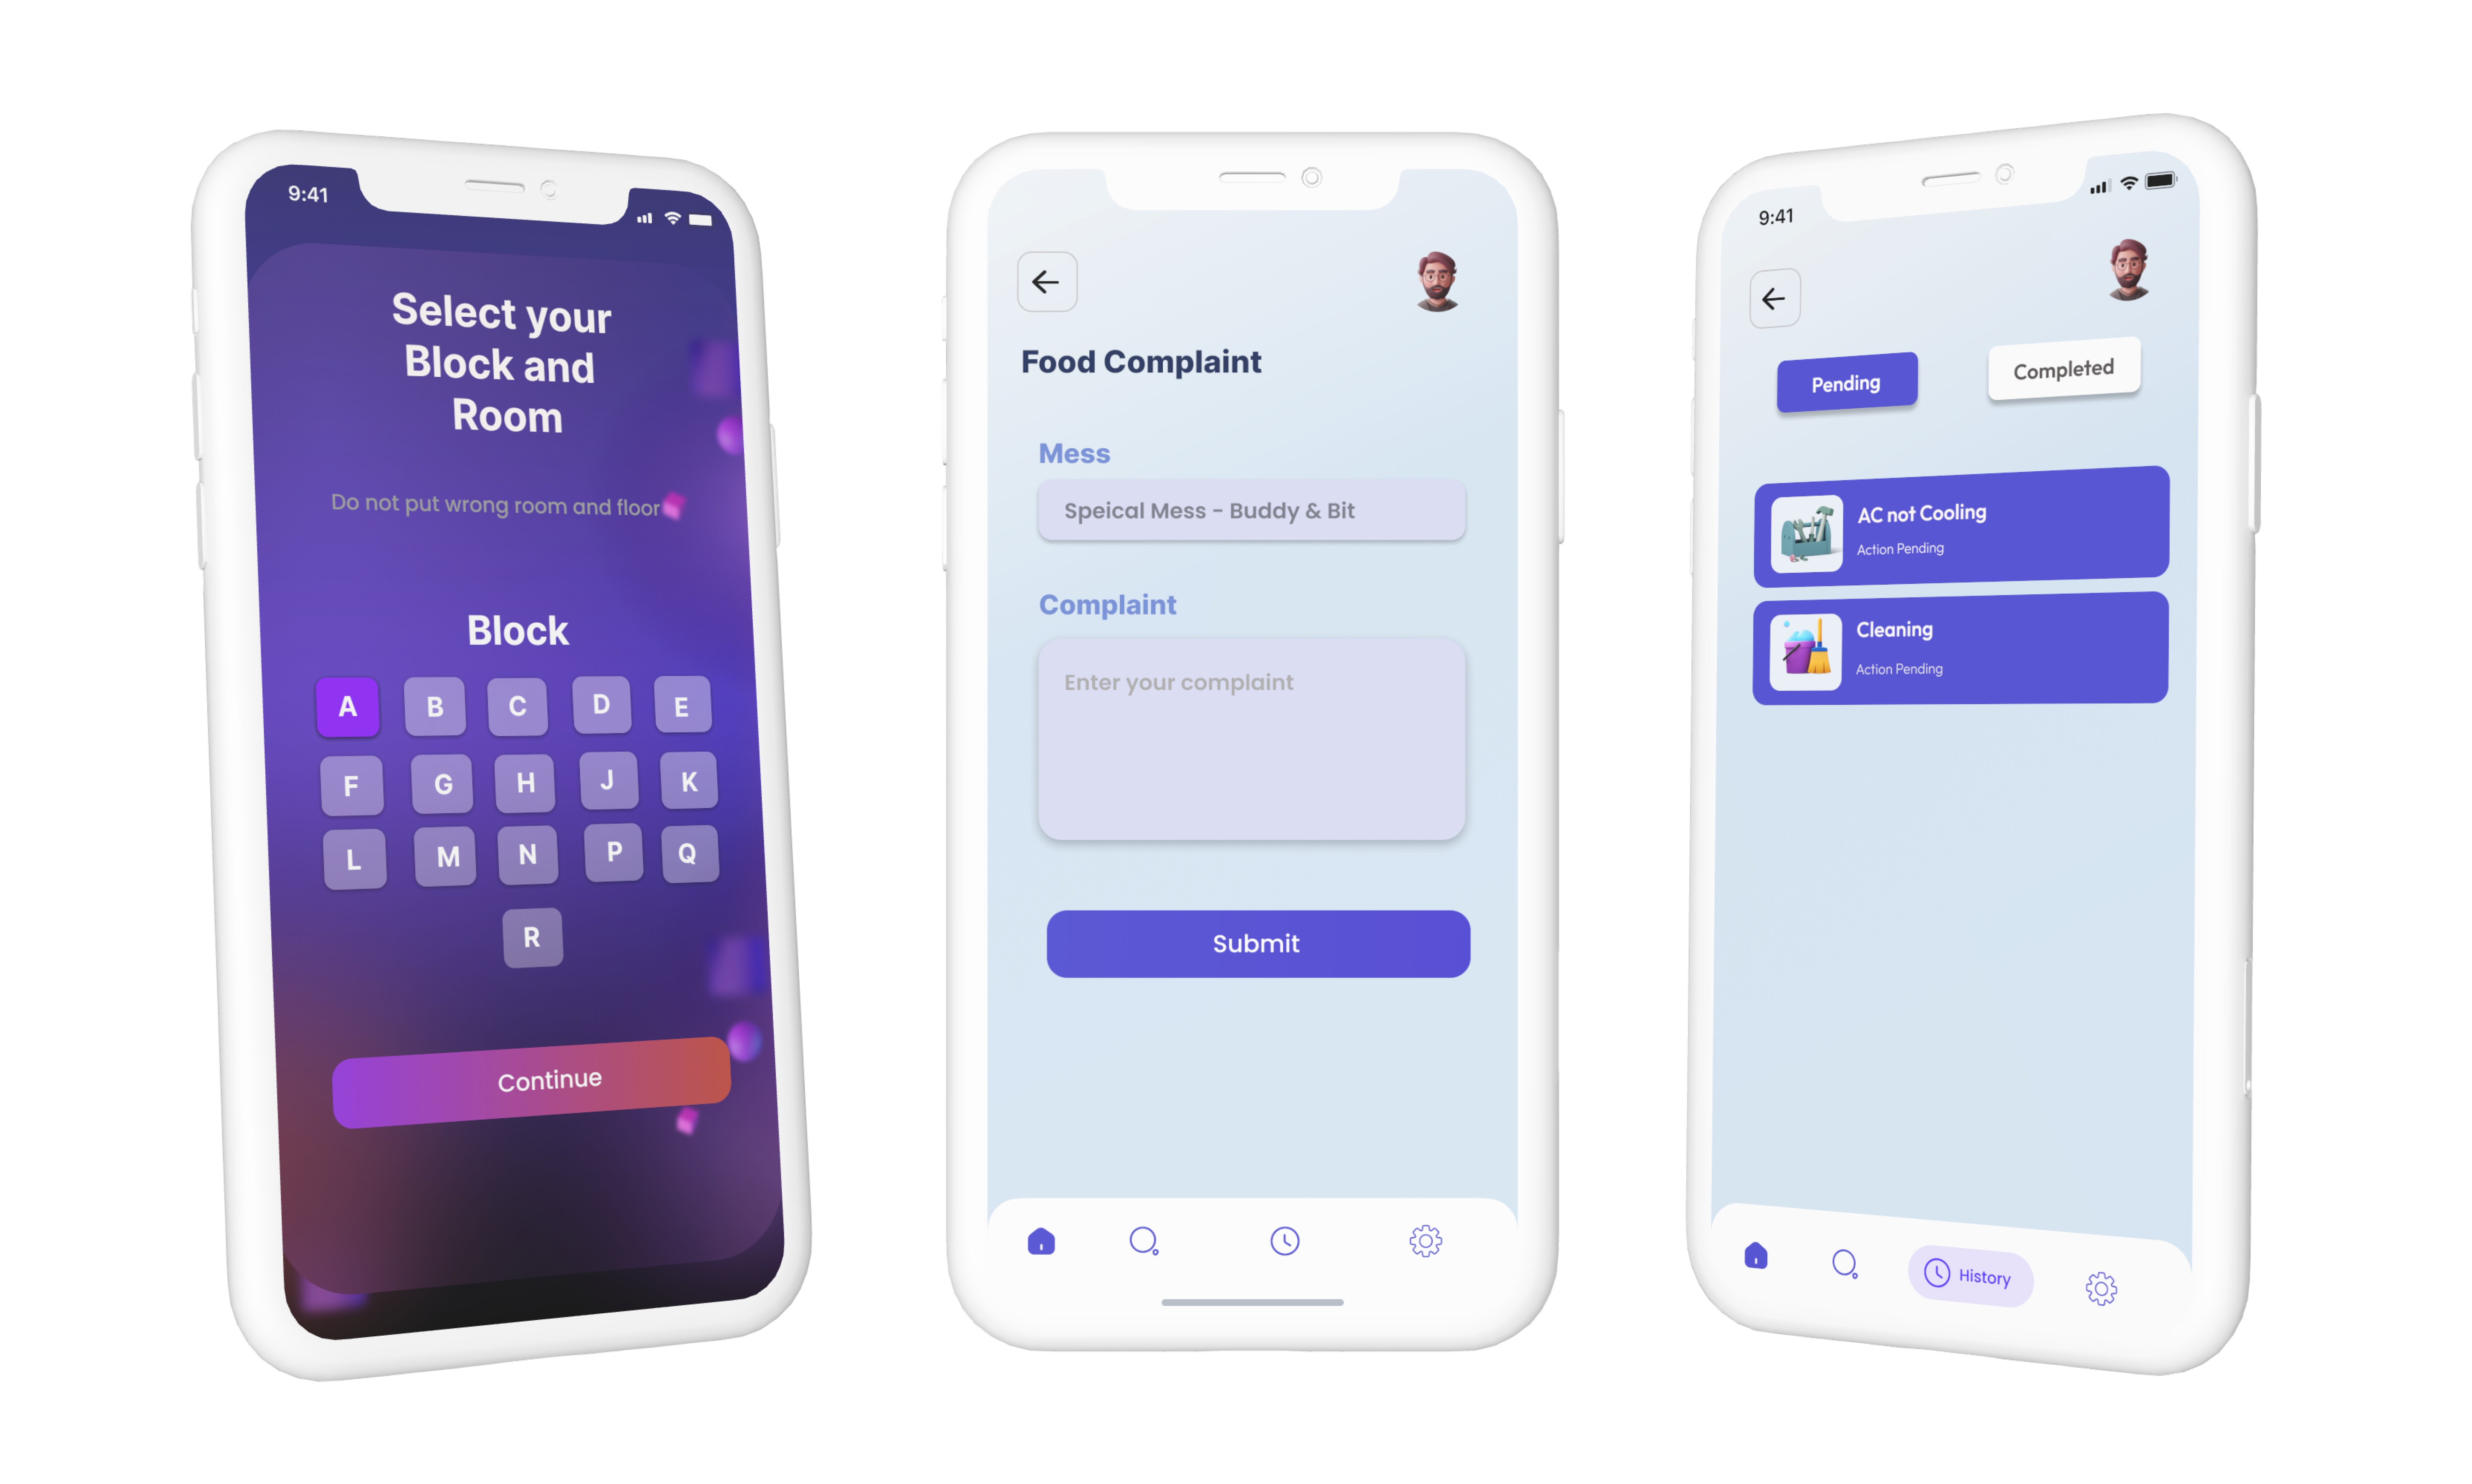 9:41
Select your
Block and
Room
Do not put wrong room and floor
Block
A B C D E
F G H J K
L M N P Q
R
Continue
Food Complaint
Mess
Speical Mess - Buddy & Bit
Complaint
Enter your complaint
Submit
9:41
Pending Completed
AC not Cooling
Action Pending
Cleaning
Action Pending
History